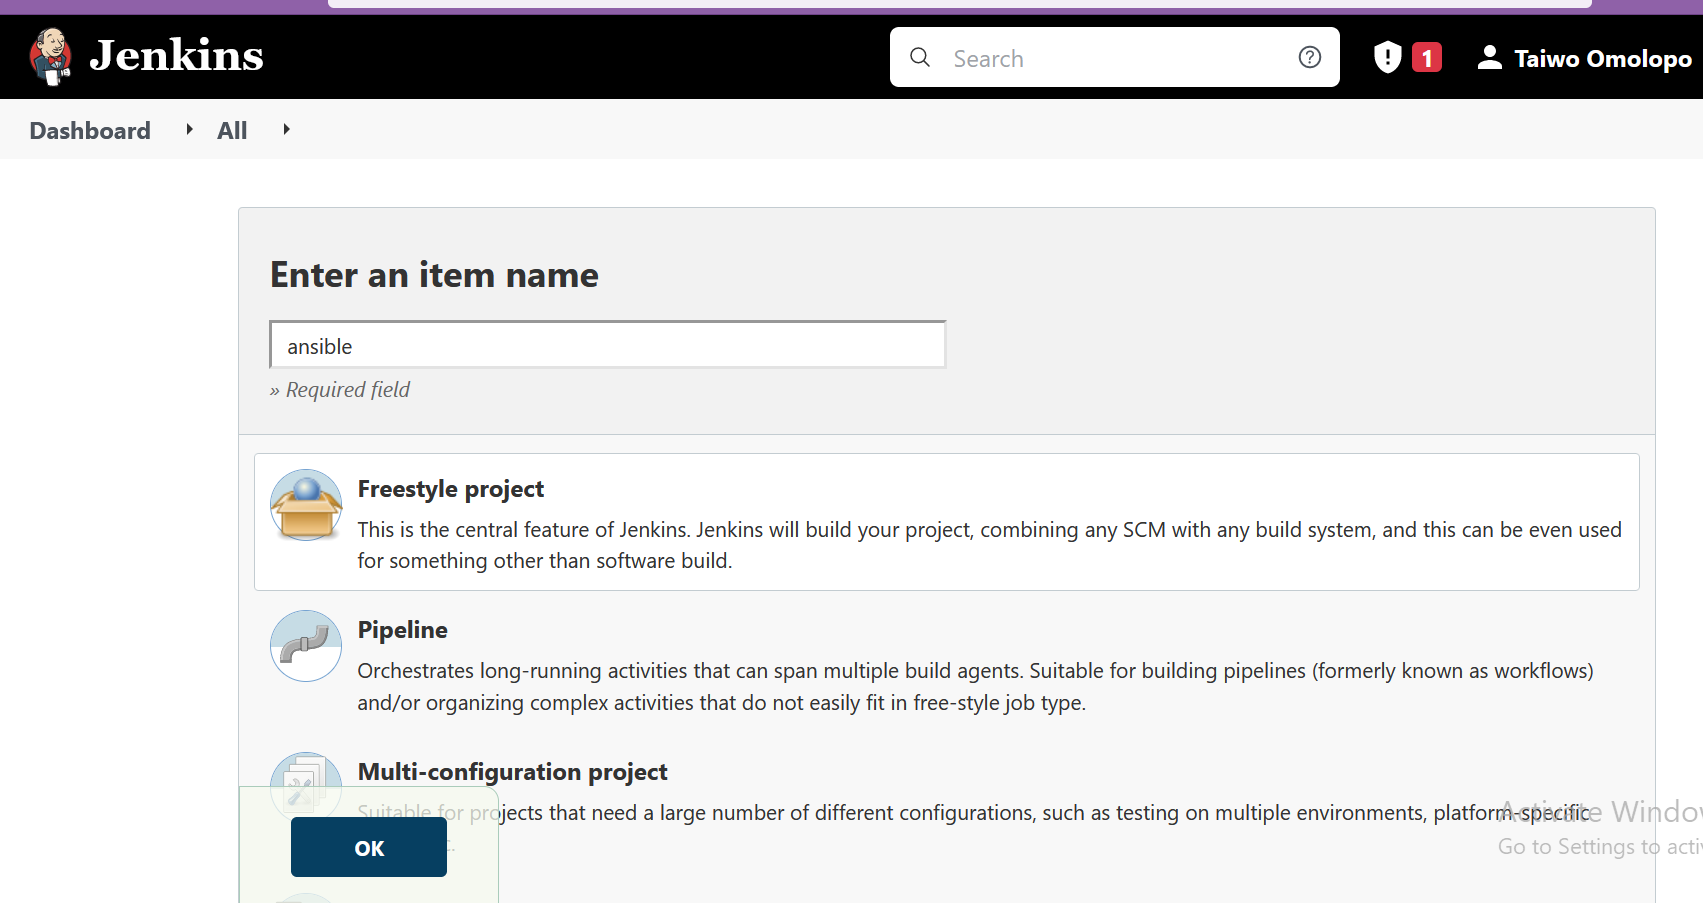 Jenkins
Search
1
Taiwo Omolopo
Dashboard
All
Enter an item name
ansible
» Required field
Freestyle project
This is the central feature of Jenkins. Jenkins will build your project, combining any SCM with any build system, and this can be even used
for something other than software build.
Pipeline
Orchestrates long-running activities that can span multiple build agents. Suitable for building pipelines (formerly known as workflows)
and/or organizing complex activities that do not easily fit in free-style job type.
Multi-configuration project
Suitable for projects that need a large number of different configurations, such as testing on multiple environments, platform-specific
OK
Activate Window
Go to Settings to acti